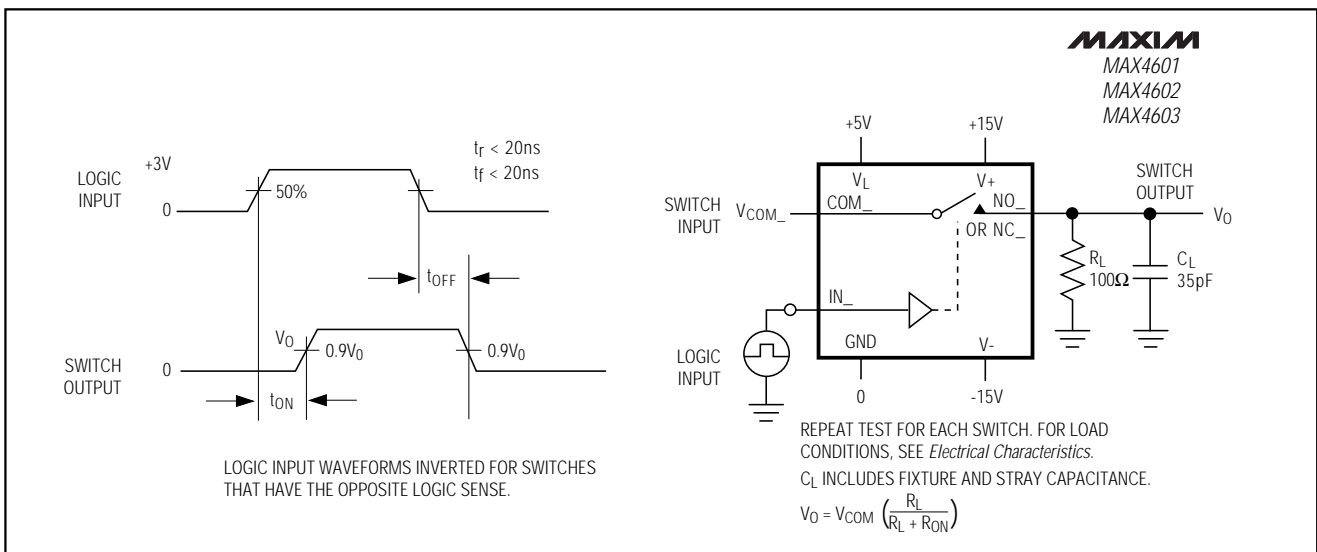 MAXIM
MAX4601
MAX4602
MAX4603
LOGIC
INPUT
+3V
0
50%
tr < 20ns
tf < 20ns
tOFF
SWITCH
OUTPUT
0
VO
0.9V0
0.9V0
tON
LOGIC INPUT WAVEFORMS INVERTED FOR SWITCHES
THAT HAVE THE OPPOSITE LOGIC SENSE.
+5V
+15V
VL
V+
SWITCH
INPUT
VCOM_
COM_
NO_
OR NC_
SWITCH
OUTPUT
VO
RL
100Ω
CL
35pF
IN_
LOGIC
INPUT
GND
V-
0
-15V
REPEAT TEST FOR EACH SWITCH. FOR LOAD
CONDITIONS, SEE Electrical Characteristics.
CL INCLUDES FIXTURE AND STRAY CAPACITANCE.
VO = VCOM (RL / RL + RON)